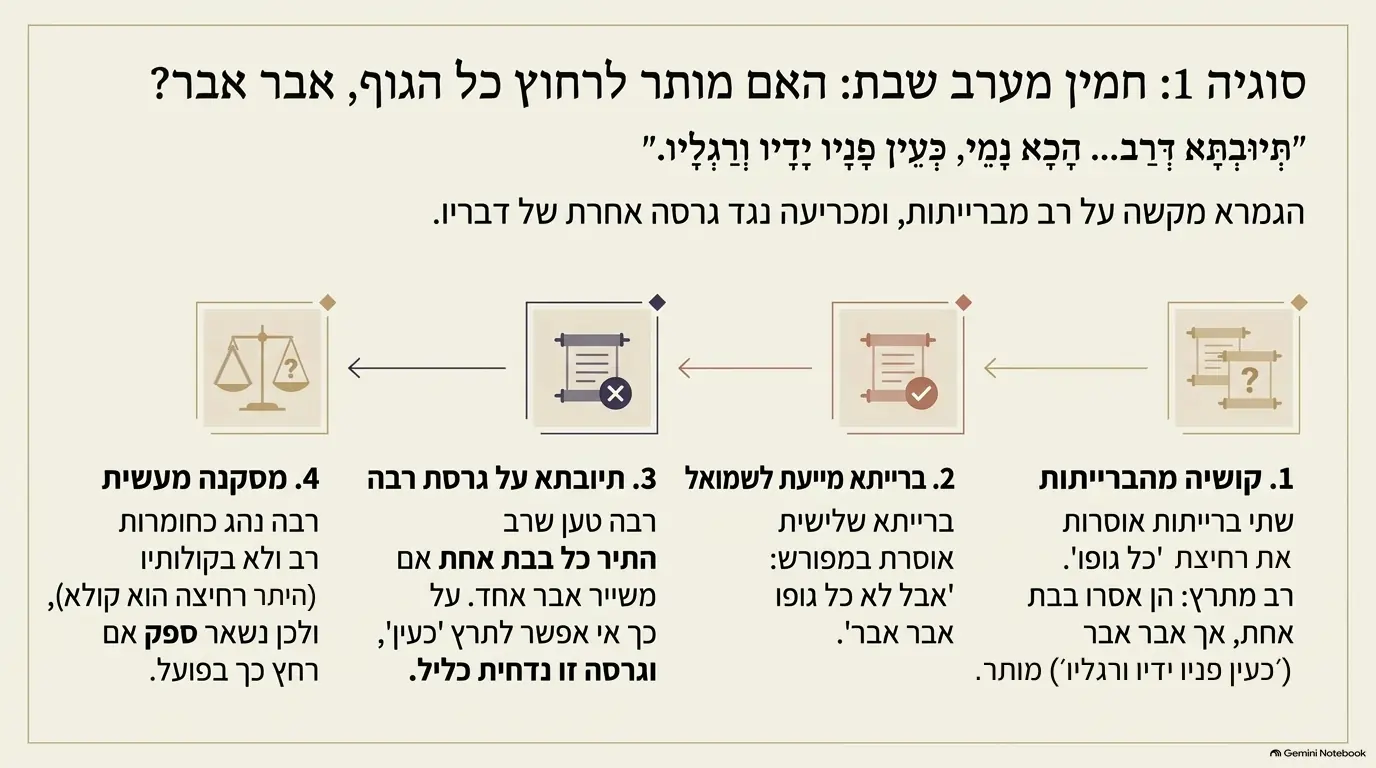 סוגיה 1: חמין מערב שבת: האם מותר לרחוץ כל הגוף, אבר אבר?
"תְּיוּבְתָּא דְּרַב... הָכָא נָמֵי, כְּעֵין פָּנָיו יָדָיו וְרַגְלָיו."
הגמרא מקשה על רב מברייתות, ומכריעה נגד גרסה אחרת של דבריו.
?
?
1. קושיה מהברייתות
שתי ברייתות אוסרות
את רחיצת 'כל גופו'.
רב מתרץ: הן אסרו בבת
אחת, אך אבר אבר
('כעין פניו ידיו ורגליו') מותר.
2. ברייתא מייעת לשמואל
ברייתא שלישית
אוסרת במפורש:
'אבל לא כל גופו
אבר אבר'.
3. תיובתא על גרסת רבה
רבה טען שרב
התיר כל בבת אחת אם
משייר אבר אחד. על
כך אי אפשר לתרץ 'כעין',
וגרסה זו נדחית כליל.
4. מסקנה מעשית
רבה נהג כחומרות
רב ולא בקולותיו
(היתר רחיצה הוא קולא),
ולכן נשאר ספק אם
רחץ כך בפועל.
Gemini Notebook